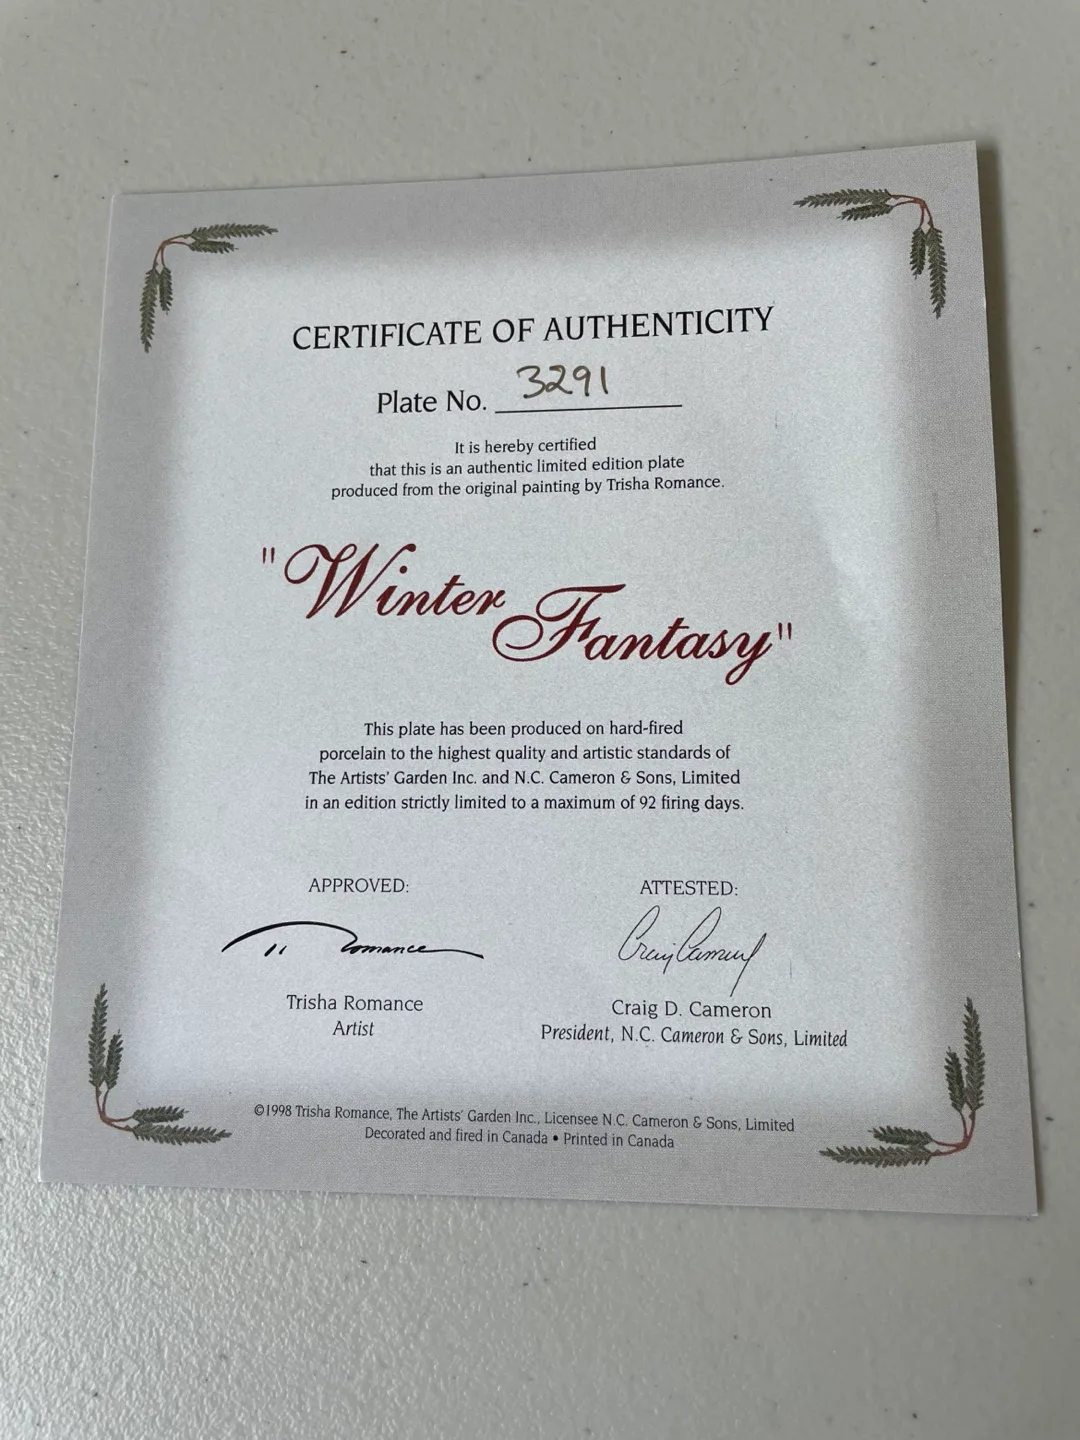 CERTIFICATE OF AUTHENTICITY
Plate No. 3291
It is hereby certified
that this is an authentic limited edition plate
produced from the original painting by Trisha Romance.
"Winter
Fantasy"
This plate has been produced on hard-fired
porcelain to the highest quality and artistic standards of
The Artists' Garden Inc. and N.C. Cameron & Sons, Limited
in an edition strictly limited to a maximum of 92 firing days.
APPROVED:
T. Romance
Trisha Romance
Artist
ATTESTED:
Craig Cameron
Craig D. Cameron
President, N.C. Cameron & Sons, Limited
©1998 Trisha Romance, The Artists' Garden Inc., Licensee N.C. Cameron & Sons, Limited
Decorated and fired in Canada • Printed in Canada